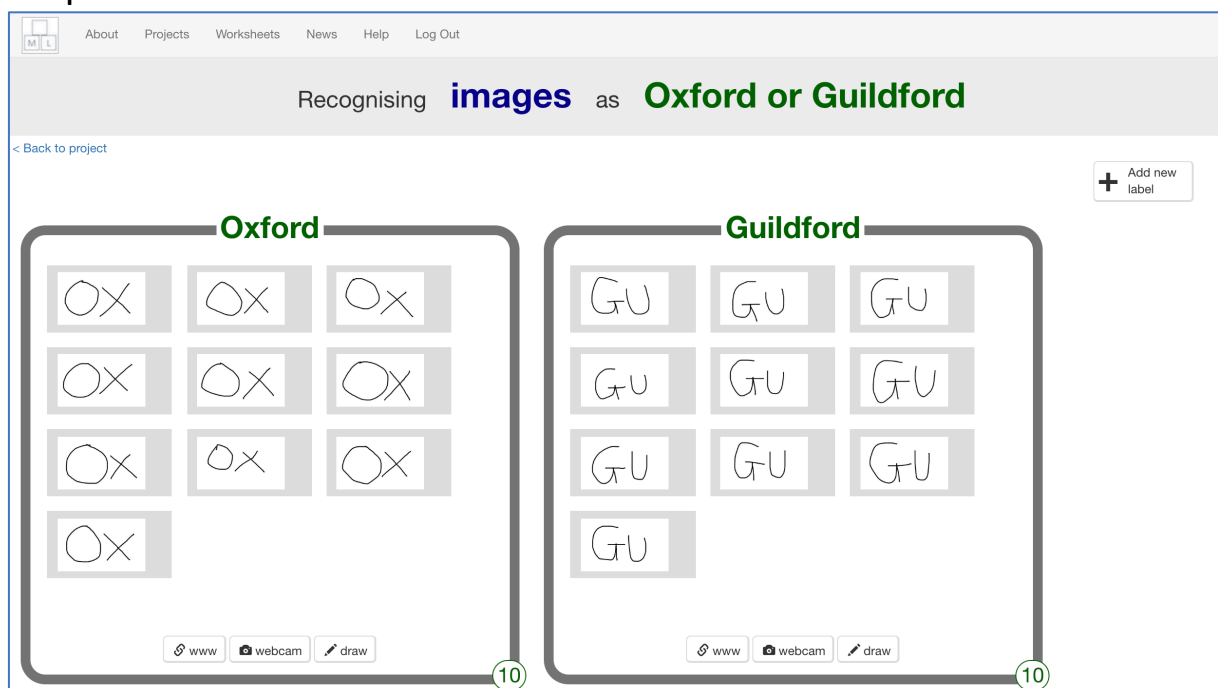 M L About Projects Worksheets News Help Log Out
Recognising images as Oxford or Guildford
< Back to project
Add new
label
Oxford
OX OX OX
OX OX OX
OX OX OX
OX
www webcam draw
10
Guildford
GU GU GU
GU GU GU
GU GU GU
GU
www webcam draw
10